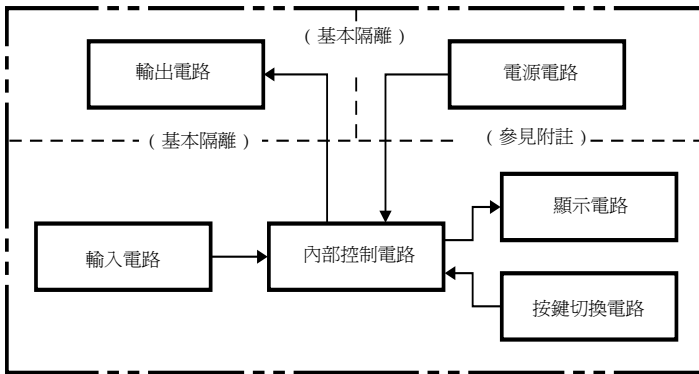 (基本隔離)
輸出電路
電源電路
(基本隔離)
(參見附註)
顯示電路
輸入電路
內部控制電路
按鍵切換電路